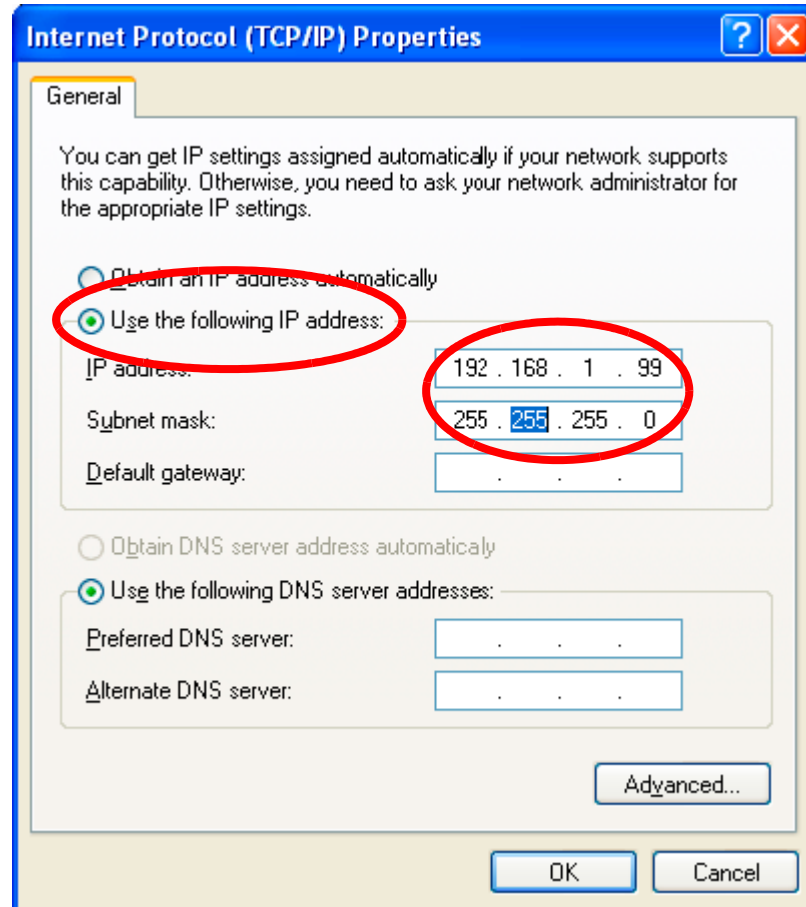 Internet Protocol (TCP/IP) Properties
General
You can get IP settings assigned automatically if your network supports
this capability. Otherwise, you need to ask your network administrator for
the appropriate IP settings.
Obtain an IP address automatically
Use the following IP address:
IP address: 192 . 168 . 1 . 99
Subnet mask: 255 . 255 . 255 . 0
Default gateway: . . .
Obtain DNS server address automaticaly
Use the following DNS server addresses:
Preferred DNS server: . . .
Alternate DNS server: . . .
Advanced...
OK Cancel